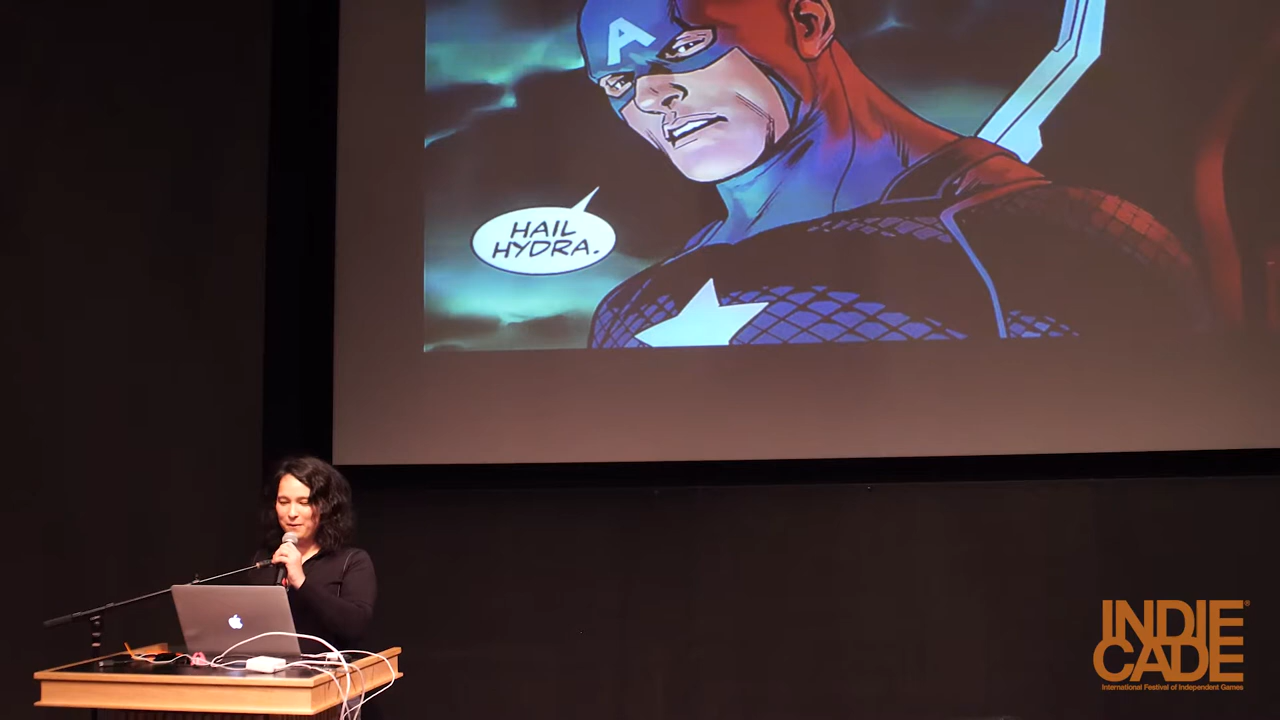 A
HAIL
HYDRA.
INDIE
CADE
International Festival of Independent Games